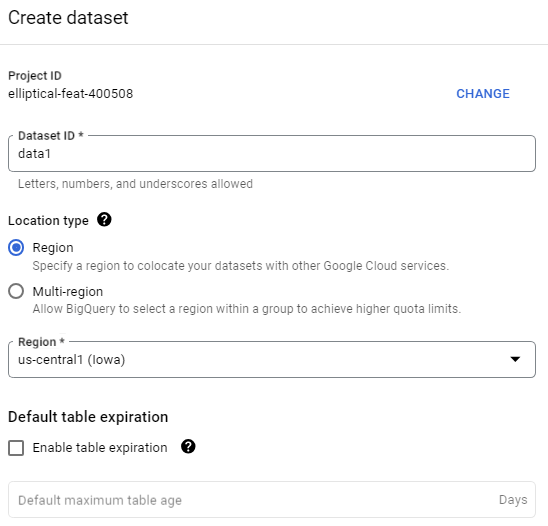 Create dataset
Project ID
elliptical-feat-400508
CHANGE
Dataset ID *
data1
Letters, numbers, and underscores allowed
Location type ?
Region
Specify a region to colocate your datasets with other Google Cloud services.
Multi-region
Allow BigQuery to select a region within a group to achieve higher quota limits.
Region *
us-central1 (Iowa)
Default table expiration
Enable table expiration ?
Default maximum table age Days